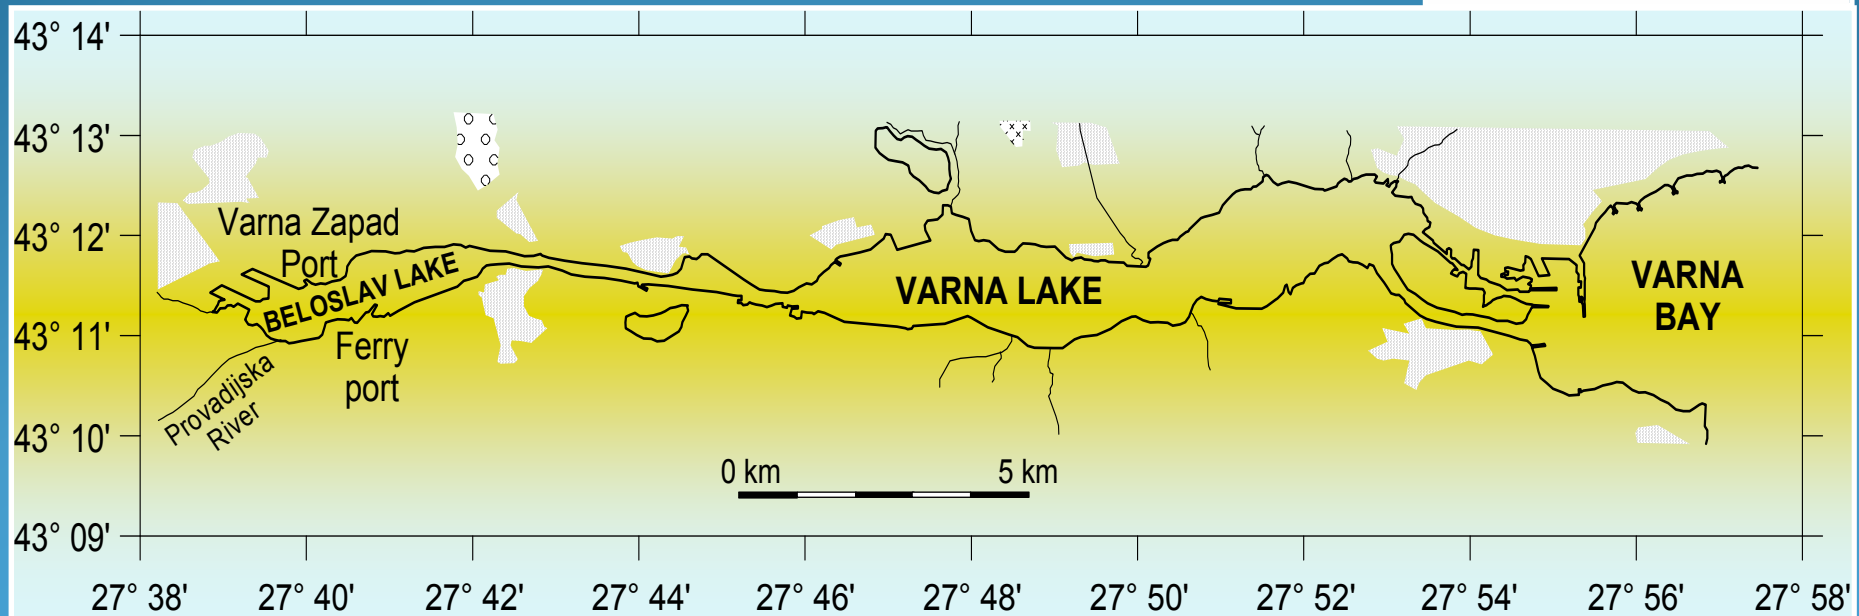 43° 14'
43° 13'
43° 12'
43° 11'
43° 10'
43° 09'
Varna Zapad
Port
BELOSLAV LAKE
Ferry
port
Provadijska
River
VARNA LAKE
VARNA
BAY
0 km 5 km
27° 38' 27° 40' 27° 42' 27° 44' 27° 46' 27° 48' 27° 50' 27° 52' 27° 54' 27° 56' 27° 58'